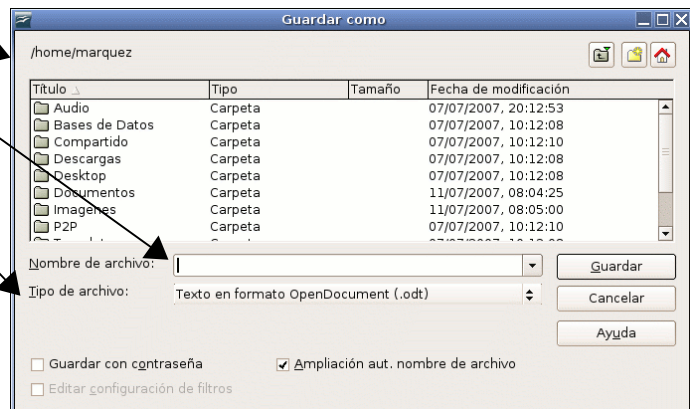 Guardar como
/home/marquez
Título Tipo Tamaño Fecha de modificación
Audio Carpeta 07/07/2007, 20:12:53
Bases de Datos Carpeta 07/07/2007, 10:12:08
Compartido Carpeta 07/07/2007, 10:12:10
Descargas Carpeta 07/07/2007, 10:12:08
Desktop Carpeta 07/07/2007, 10:12:08
Documentos Carpeta 11/07/2007, 08:04:25
Imagenes Carpeta 11/07/2007, 08:05:00
P2P Carpeta 07/07/2007, 10:12:10
Nombre de archivo: Guardar
Tipo de archivo: Texto en formato OpenDocument (.odt) Cancelar
Ayuda
Guardar con contraseña Ampliación aut. nombre de archivo
Editar configuración de filtros